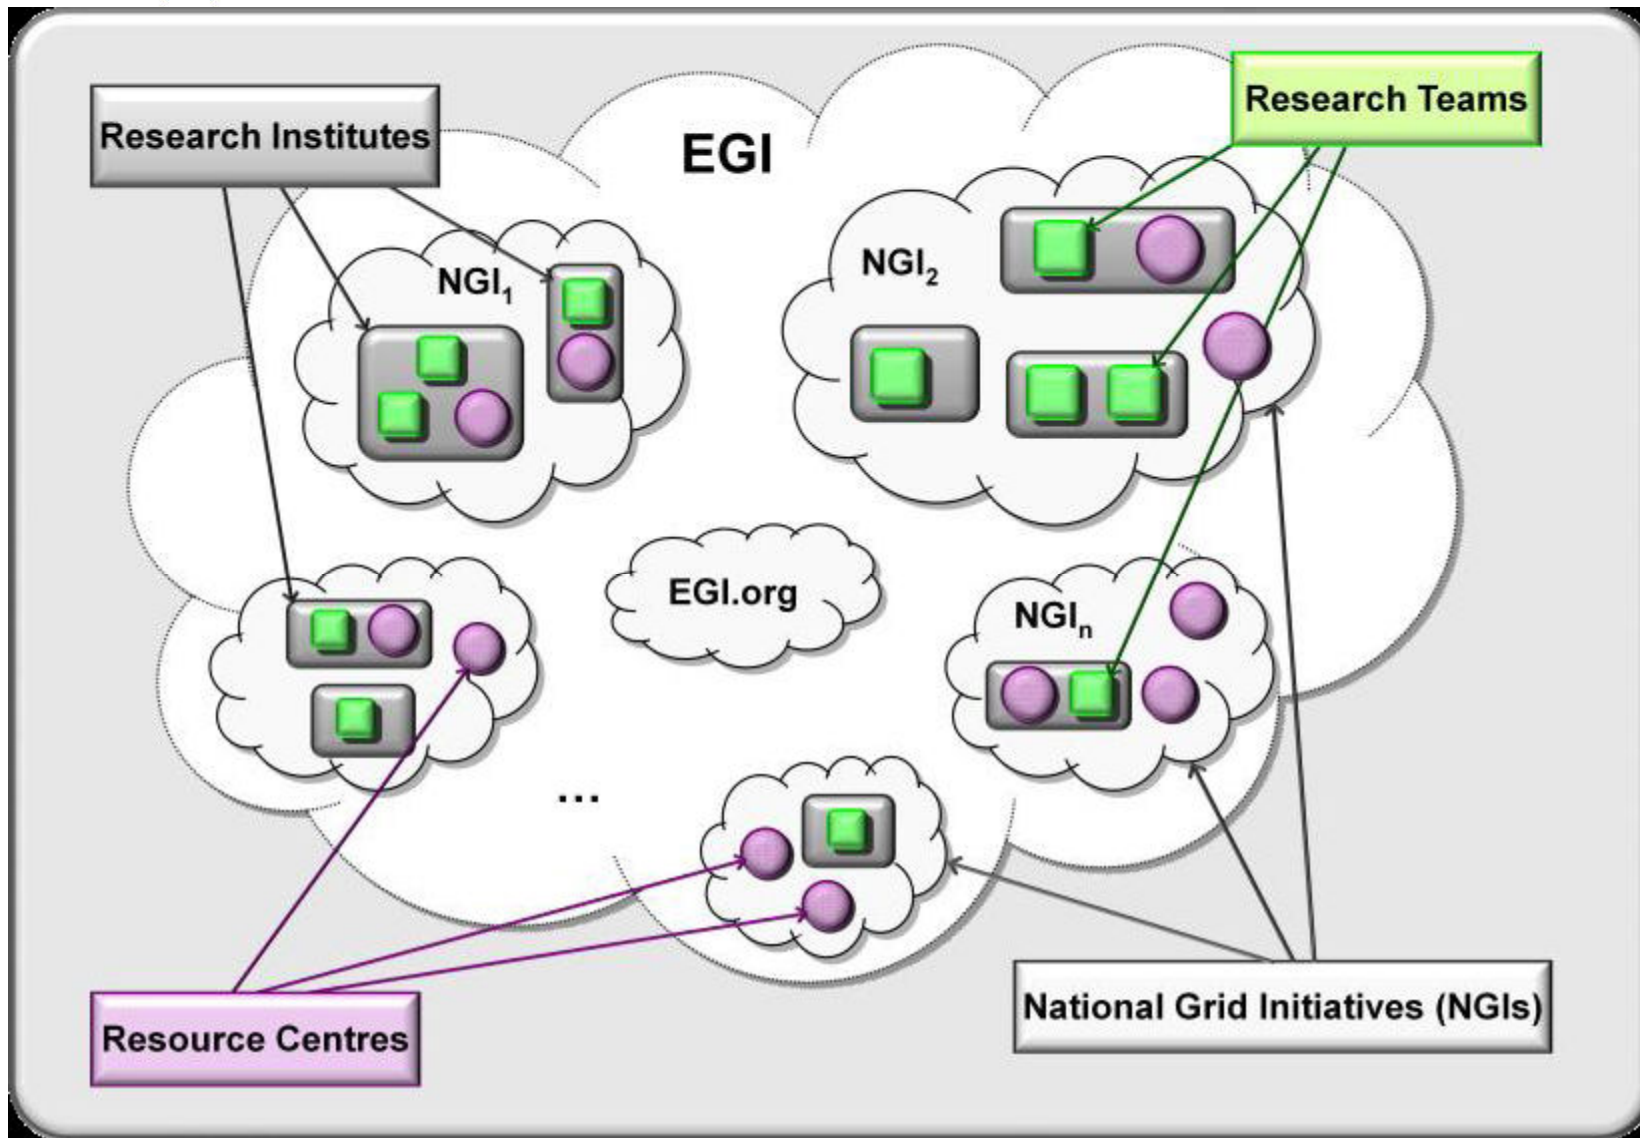 Research Teams
Research Institutes
EGI
NGI₁
NGI₂
EGI.org
NGIₙ
...
National Grid Initiatives (NGIs)
Resource Centres